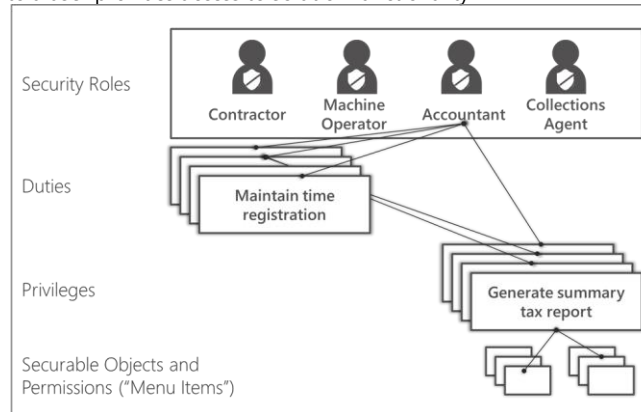 Security Roles
Contractor
Machine
Operator
Accountant
Collections
Agent
Duties
Maintain time
registration
Privileges
Generate summary
tax report
Securable Objects and
Permissions ("Menu Items")